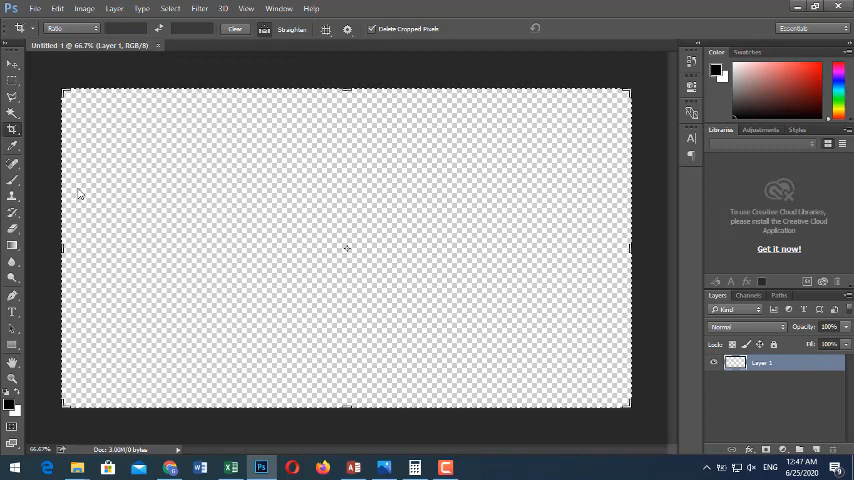 Ps File Edit Image Layer Type Select Filter 3D View Window Help
Ratio Clear Straighten Delete Cropped Pixels Essentials
Untitled-1 @ 66.7% (Layer 1, RGB/8) ×
Color Swatches
Libraries Adjustments Styles
To use Creative Cloud Libraries,
please install the Creative Cloud
Application
Get it now!
Layers Channels Paths
Kind
Normal Opacity: 100%
Lock: Fill: 100%
Layer 1
66.67% Doc: 3.00M/0 bytes
ENG 12:47 AM
6/25/2020